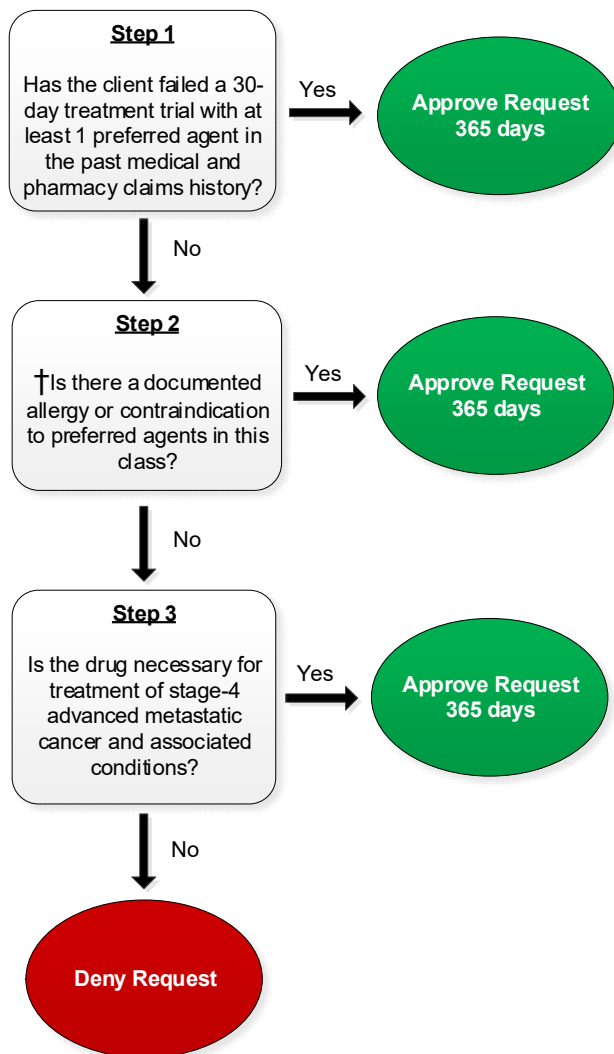 Step 1
Has the client failed a 30-
day treatment trial with at
least 1 preferred agent in
the past medical and
pharmacy claims history?
Yes
Approve Request
365 days
No
Step 2
†Is there a documented
allergy or contraindication
to preferred agents in this
class?
Yes
Approve Request
365 days
No
Step 3
Is the drug necessary for
treatment of stage-4
advanced metastatic
cancer and associated
conditions?
Yes
Approve Request
365 days
No
Deny Request